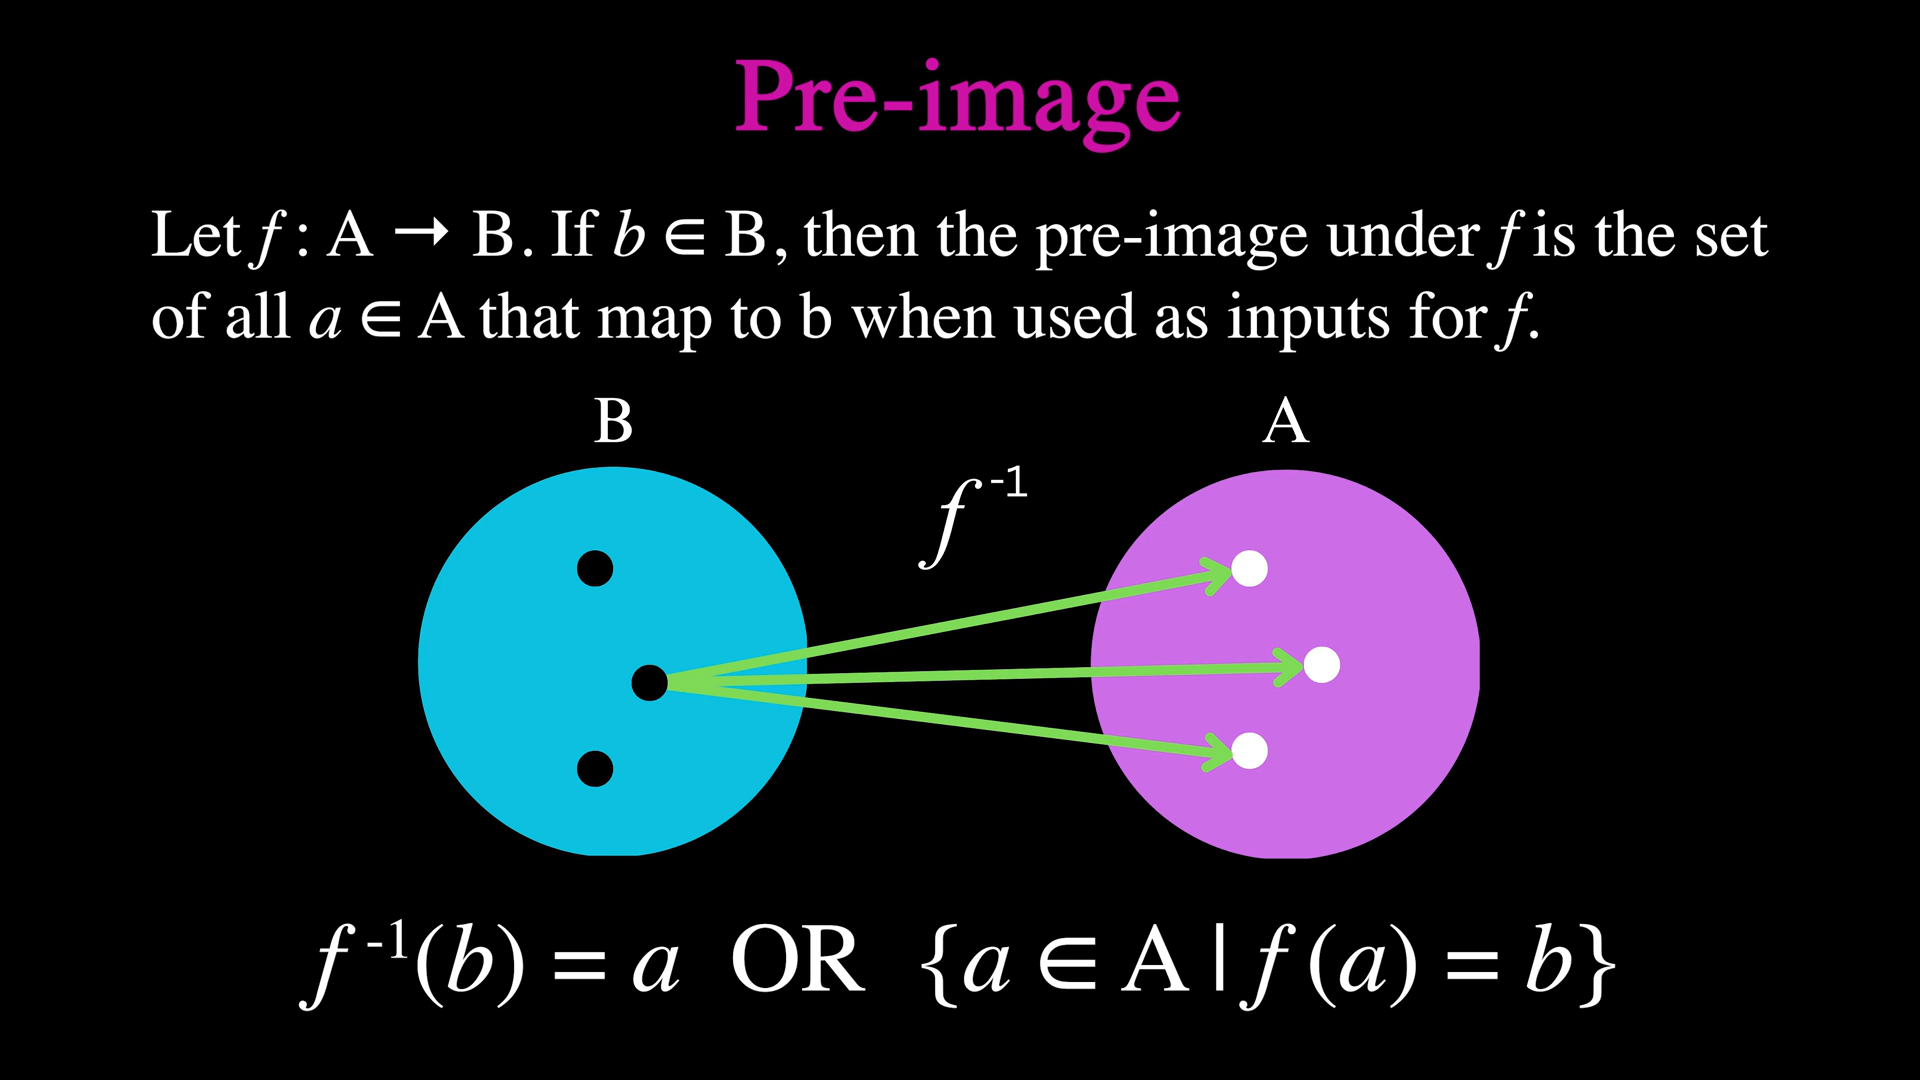 Pre-image
Let f : A → B. If b ∈ B, then the pre-image under f is the set
of all a ∈ A that map to b when used as inputs for f.
B
A
f⁻¹
f⁻¹(b) = a OR {a ∈ A | f (a) = b}